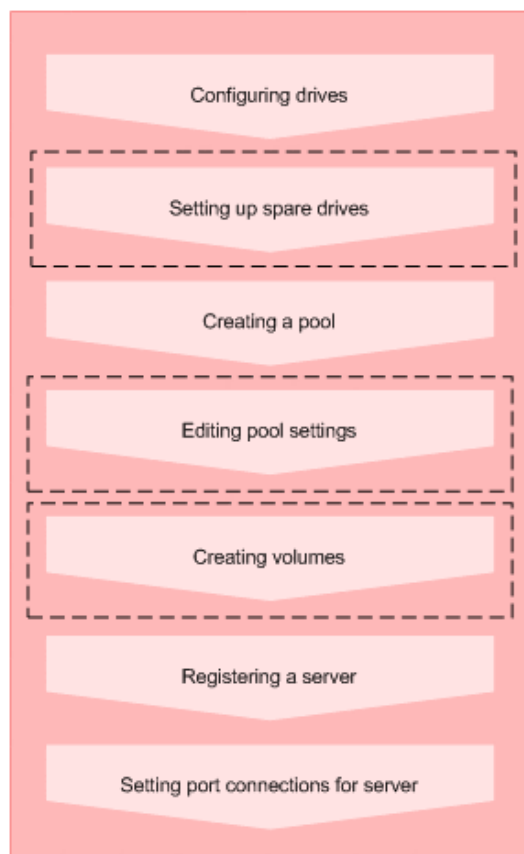 Configuring drives
Setting up spare drives
Creating a pool
Editing pool settings
Creating volumes
Registering a server
Setting port connections for server